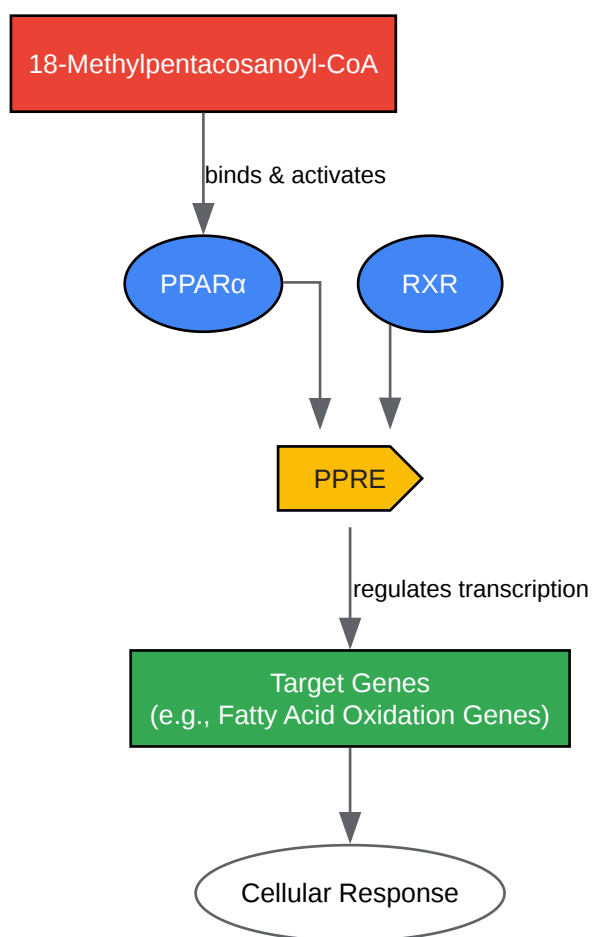 18-Methylpentacosanoyl-CoA
binds & activates
PPARα
RXR
PPRE
regulates transcription
Target Genes
(e.g., Fatty Acid Oxidation Genes)
Cellular Response